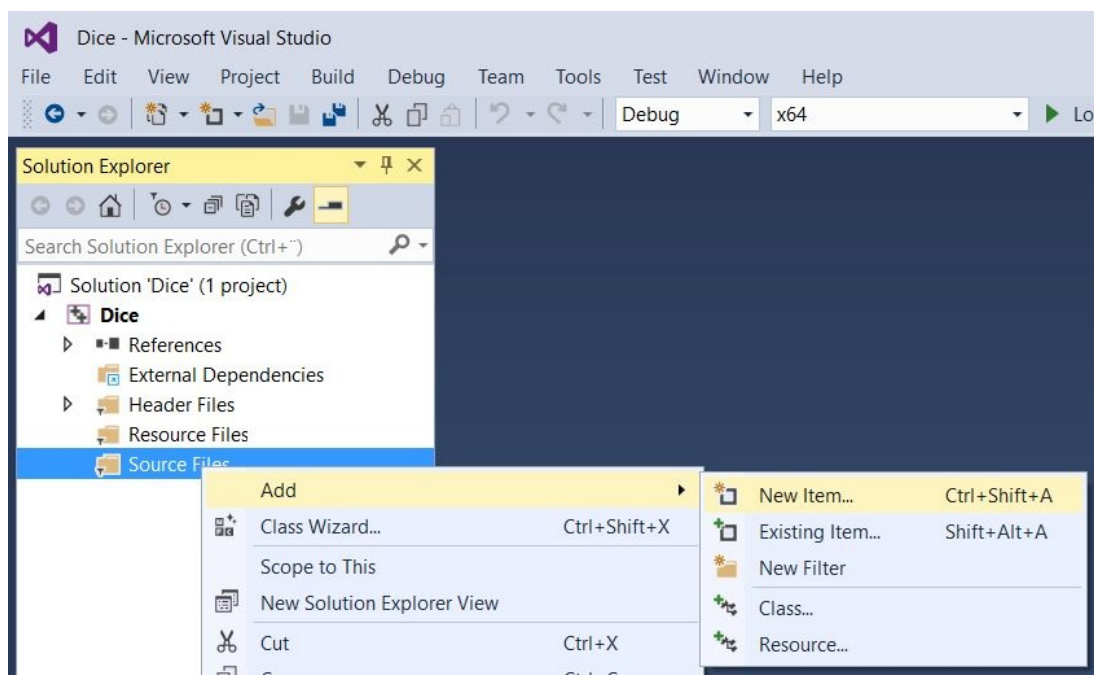 Dice - Microsoft Visual Studio
File Edit View Project Build Debug Team Tools Test Window Help
Debug x64 Lo
Solution Explorer
Search Solution Explorer (Ctrl+¨)
Solution 'Dice' (1 project)
Dice
References
External Dependencies
Header Files
Resource Files
Source Files
Add
New Item... Ctrl+Shift+A
Class Wizard... Ctrl+Shift+X
Existing Item... Shift+Alt+A
Scope to This
New Filter
New Solution Explorer View
Class...
Cut Ctrl+X
Resource...